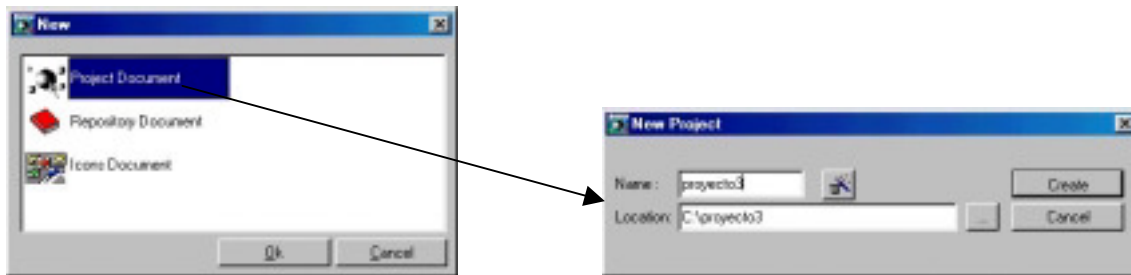 New
Project Document
Repository Document
Icons Document
Ok
Cancel
New Project
Name :
proyecto3
Create
Location:
C:\proyecto3
...
Cancel